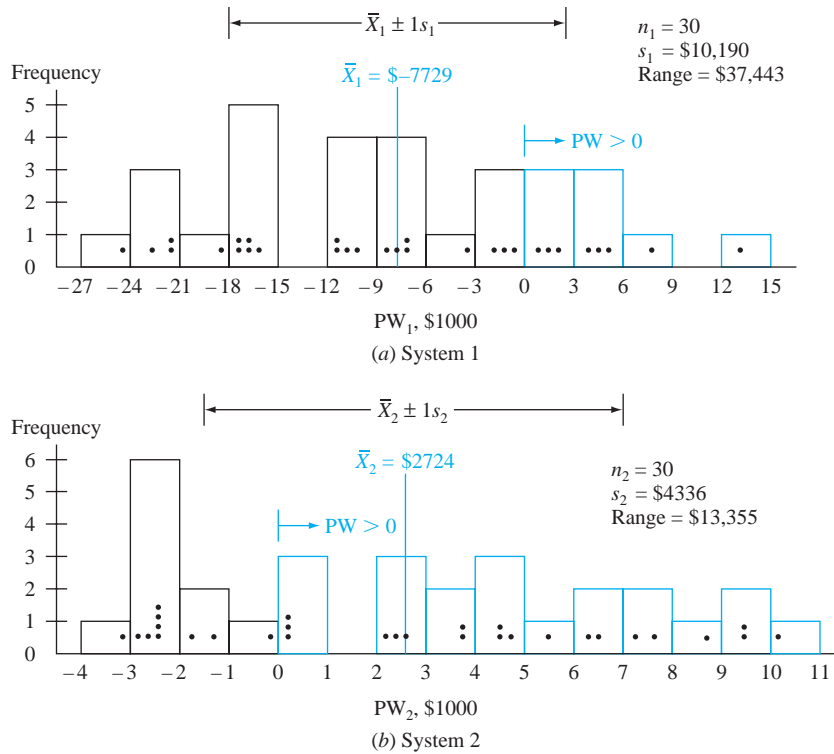 X̄₁ ± 1s₁
n₁ = 30
s₁ = $10,190
Range = $37,443
Frequency
X̄₁ = $–7729
PW > 0
5
4
3
2
1
0
–27 –24 –21 –18 –15 –12 –9 –6 –3 0 3 6 9 12 15
PW₁, $1000
(a) System 1
X̄₂ ± 1s₂
Frequency
X̄₂ = $2724
n₂ = 30
s₂ = $4336
Range = $13,355
PW > 0
6
5
4
3
2
1
0
–4 –3 –2 –1 0 1 2 3 4 5 6 7 8 9 10 11
PW₂, $1000
(b) System 2